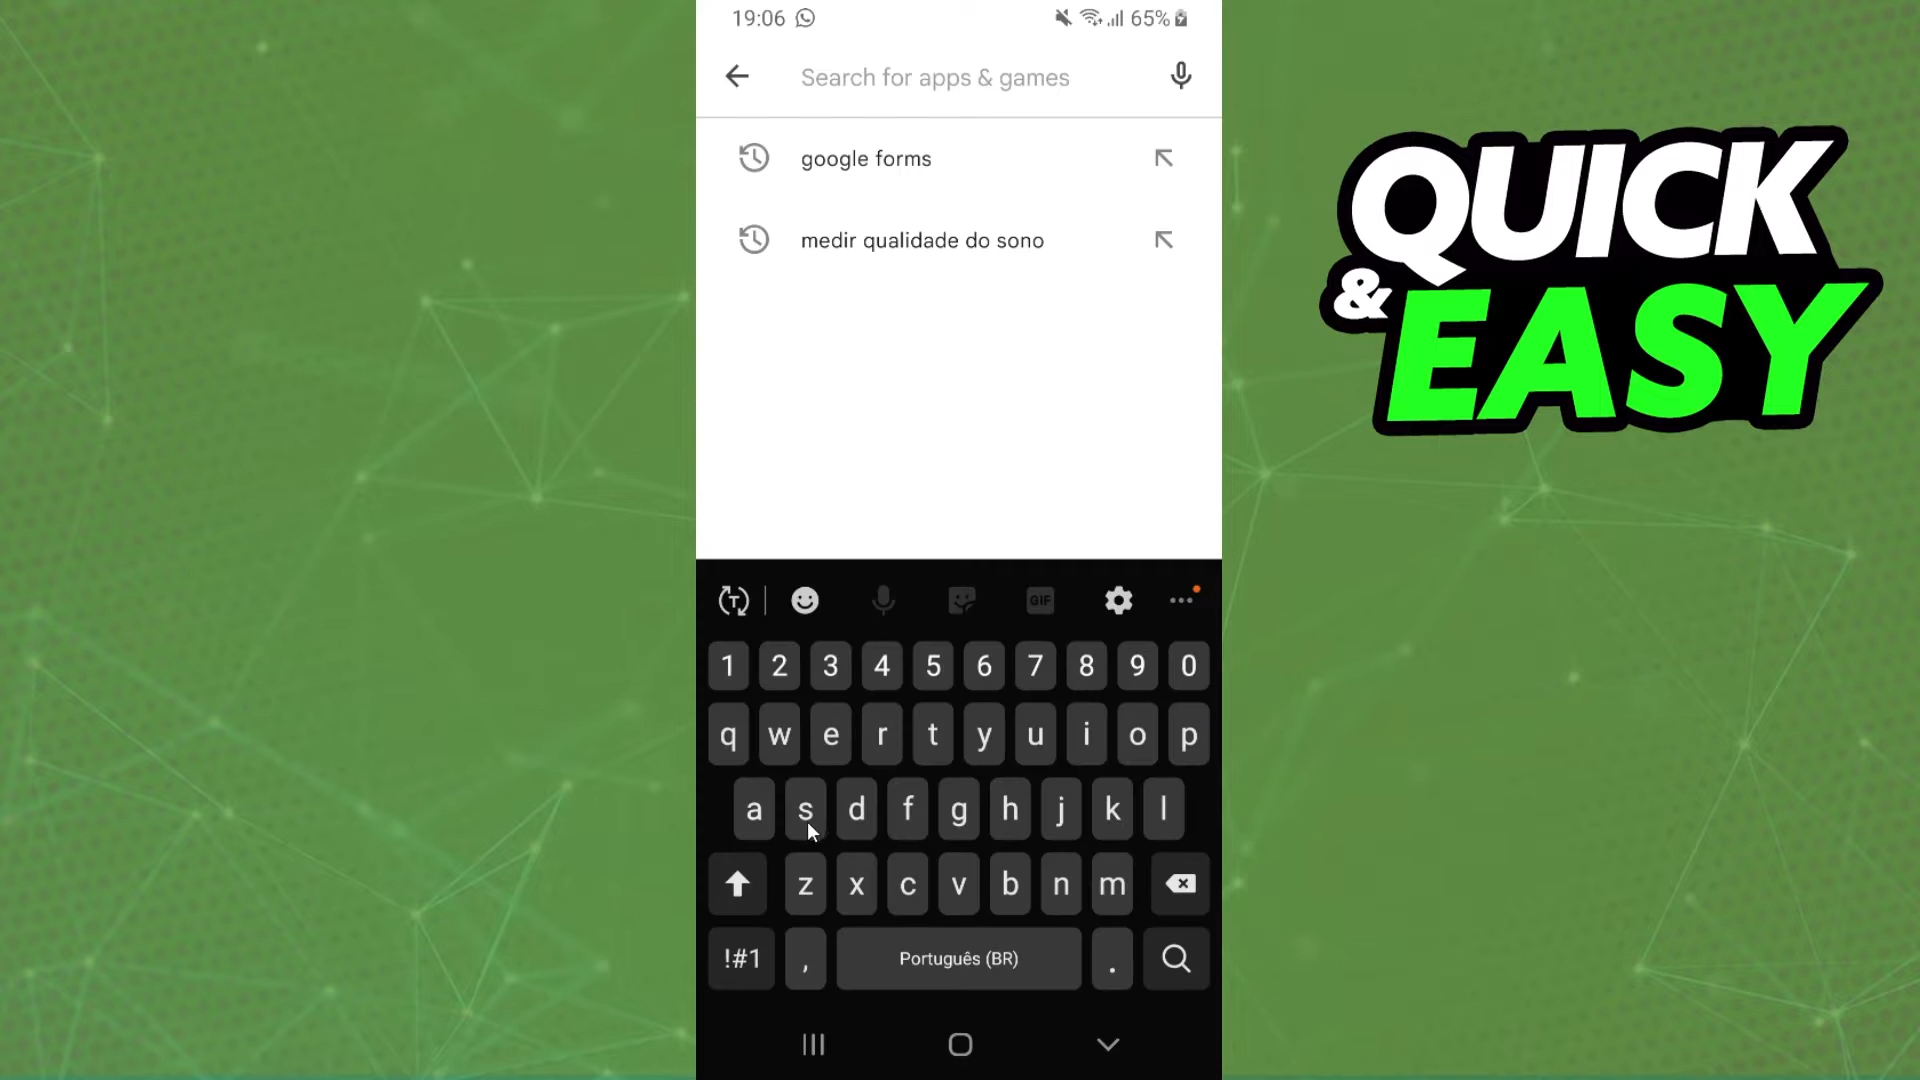 19:06 65%
Search for apps & games
google forms
medir qualidade do sono
QUICK
& EASY
T GIF
1 2 3 4 5 6 7 8 9 0
q w e r t y u i o p
a s d f g h j k l
z x c v b n m
!#1 , Português (BR) .